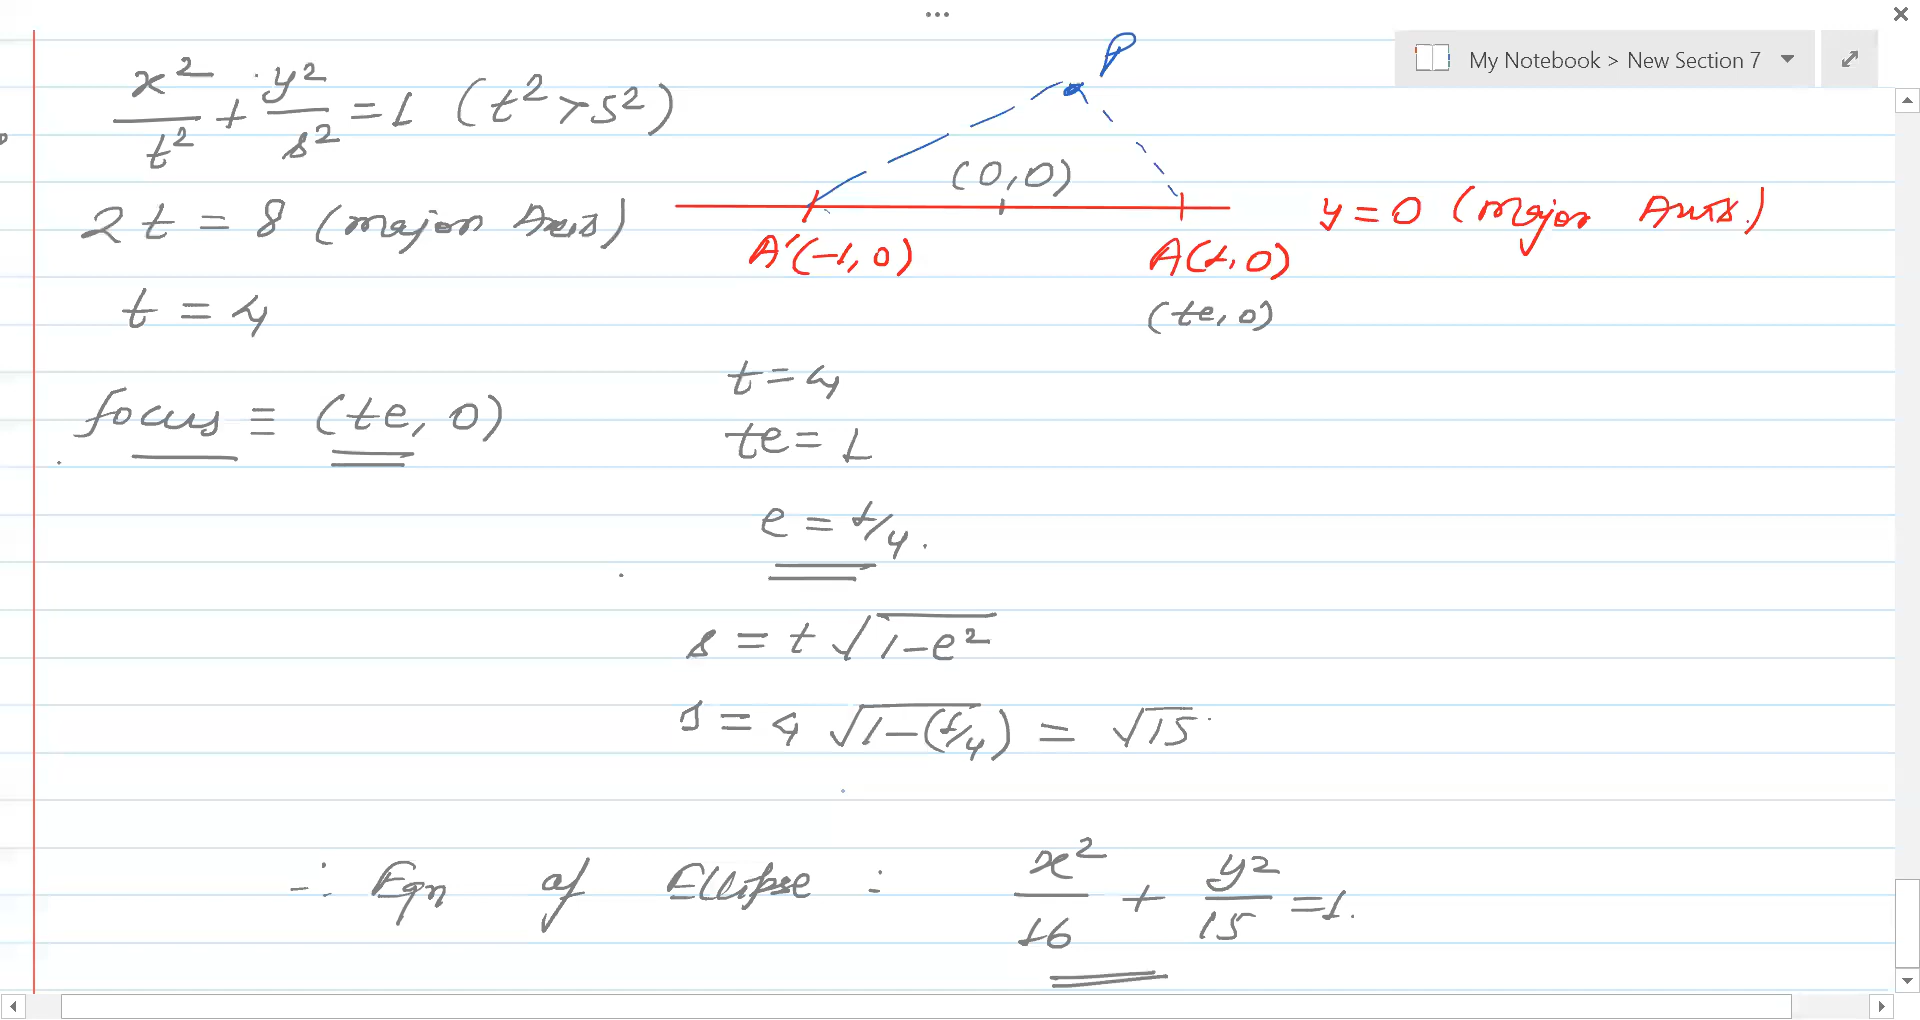 ...
My Notebook > New Section 7
x²/t² + y²/s² = 1 (t² > s²)
P
(0,0)
2t = 8 (major Axis)
A'(-1,0)
A(1,0)
y = 0 (major Axis.)
t = 4
(te, 0)
focus ≡ (te, 0)
t = 4
te = 1
e = 1/4.
s = t √1-e²
s = 4 √1-(1/4) = √15
∴ Eqn of Ellipse :
x²/16 + y²/15 = 1.